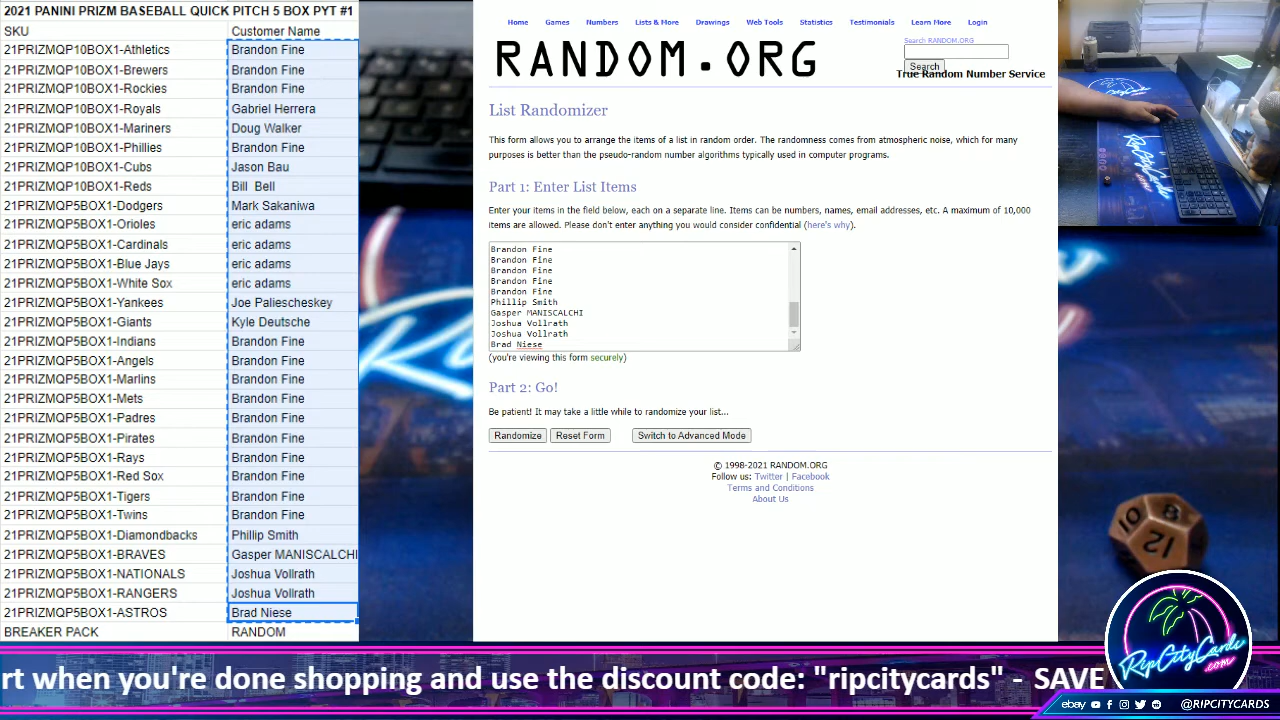 2021 PANINI PRIZM BASEBALL QUICK PITCH 5 BOX PYT #1
SKU Customer Name
21PRIZMQP10BOX1-Athletics Brandon Fine
21PRIZMQP10BOX1-Brewers Brandon Fine
21PRIZMQP10BOX1-Rockies Brandon Fine
21PRIZMQP10BOX1-Royals Gabriel Herrera
21PRIZMQP10BOX1-Mariners Doug Walker
21PRIZMQP10BOX1-Phillies Brandon Fine
21PRIZMQP10BOX1-Cubs Jason Bau
21PRIZMQP10BOX1-Reds Bill Bell
21PRIZMQP5BOX1-Dodgers Mark Sakaniwa
21PRIZMQP5BOX1-Orioles eric adams
21PRIZMQP5BOX1-Cardinals eric adams
21PRIZMQP5BOX1-Blue Jays eric adams
21PRIZMQP5BOX1-White Sox eric adams
21PRIZMQP5BOX1-Yankees Joe Paliescheskey
21PRIZMQP5BOX1-Giants Kyle Deutsche
21PRIZMQP5BOX1-Indians Brandon Fine
21PRIZMQP5BOX1-Angels Brandon Fine
21PRIZMQP5BOX1-Marlins Brandon Fine
21PRIZMQP5BOX1-Mets Brandon Fine
21PRIZMQP5BOX1-Padres Brandon Fine
21PRIZMQP5BOX1-Pirates Brandon Fine
21PRIZMQP5BOX1-Rays Brandon Fine
21PRIZMQP5BOX1-Red Sox Brandon Fine
21PRIZMQP5BOX1-Tigers Brandon Fine
21PRIZMQP5BOX1-Twins Brandon Fine
21PRIZMQP5BOX1-Diamondbacks Phillip Smith
21PRIZMQP5BOX1-BRAVES Gasper MANISCALCHI
21PRIZMQP5BOX1-NATIONALS Joshua Vollrath
21PRIZMQP5BOX1-RANGERS Joshua Vollrath
21PRIZMQP5BOX1-ASTROS Brad Niese
BREAKER PACK RANDOM
Home Games Numbers Lists & More Drawings Web Tools Statistics Testimonials Learn More Login
RANDOM.ORG
Search RANDOM.ORG
Search
True Random Number Service
List Randomizer
This form allows you to arrange the items of a list in random order. The randomness comes from atmospheric noise, which for many
purposes is better than the pseudo-random number algorithms typically used in computer programs.
Part 1: Enter List Items
Enter your items in the field below, each on a separate line. Items can be numbers, names, email addresses, etc. A maximum of 10,000
items are allowed. Please don't enter anything you would consider confidential (here's why).
Brandon Fine
Brandon Fine
Brandon Fine
Brandon Fine
Brandon Fine
Phillip Smith
Gasper MANISCALCHI
Joshua Vollrath
Joshua Vollrath
Brad Niese
(you're viewing this form securely)
Part 2: Go!
Be patient! It may take a little while to randomize your list...
Randomize Reset Form Switch to Advanced Mode
© 1998-2021 RANDOM.ORG
Follow us: Twitter | Facebook
Terms and Conditions
About Us
10 8
12
RipCityCards
.com
rt when you're done shopping and use the discount code: "ripcitycards" - SAVE
ebay @RIPCITYCARDS